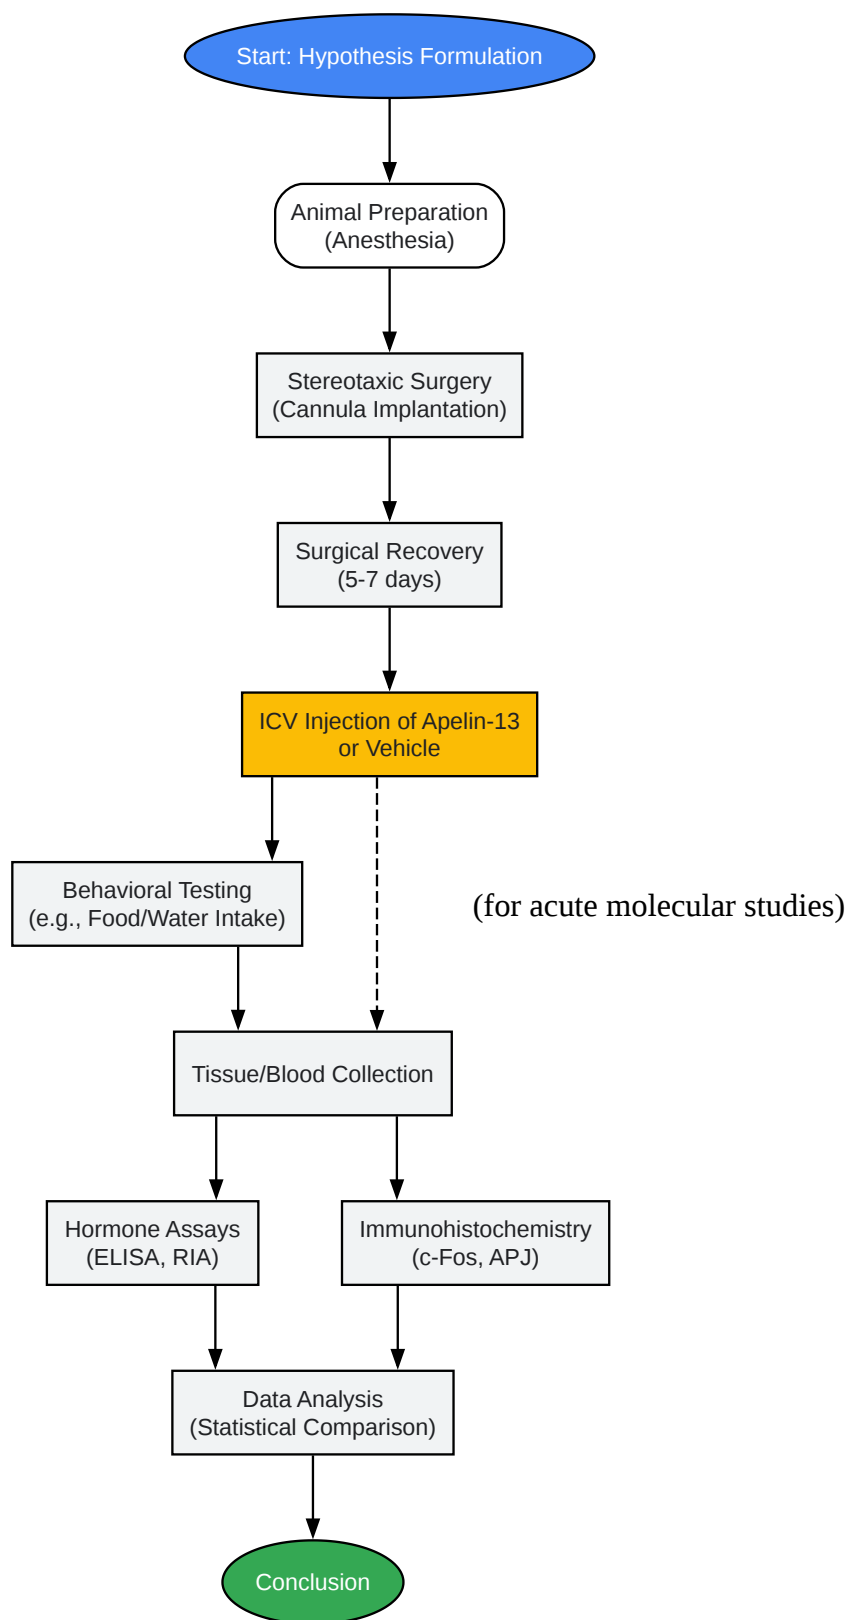 Start: Hypothesis Formulation
Animal Preparation
(Anesthesia)
Stereotaxic Surgery
(Cannula Implantation)
Surgical Recovery
(5-7 days)
ICV Injection of Apelin-13
or Vehicle
Behavioral Testing
(e.g., Food/Water Intake)
(for acute molecular studies)
Tissue/Blood Collection
Hormone Assays
(ELISA, RIA)
Immunohistochemistry
(c-Fos, APJ)
Data Analysis
(Statistical Comparison)
Conclusion